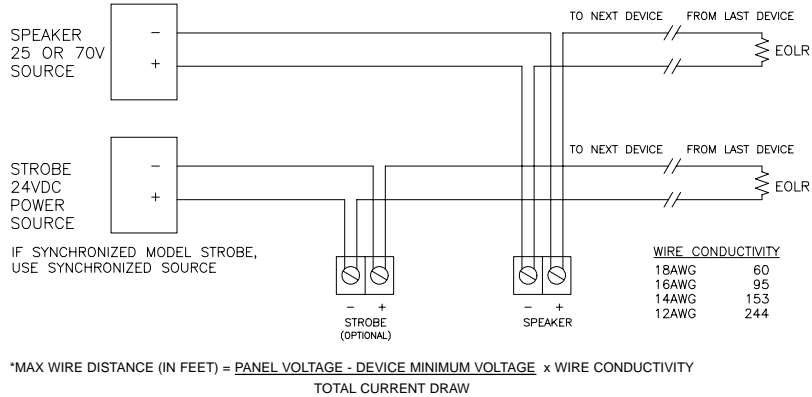 SPEAKER
25 OR 70V
SOURCE
-
+
TO NEXT DEVICE FROM LAST DEVICE
EOLR
STROBE
24VDC
POWER
SOURCE
-
+
TO NEXT DEVICE FROM LAST DEVICE
EOLR
IF SYNCHRONIZED MODEL STROBE,
USE SYNCHRONIZED SOURCE
- +
STROBE
(OPTIONAL)
- +
SPEAKER
WIRE CONDUCTIVITY
18AWG 60
16AWG 95
14AWG 153
12AWG 244
*MAX WIRE DISTANCE (IN FEET) = PANEL VOLTAGE - DEVICE MINIMUM VOLTAGE x WIRE CONDUCTIVITY
TOTAL CURRENT DRAW